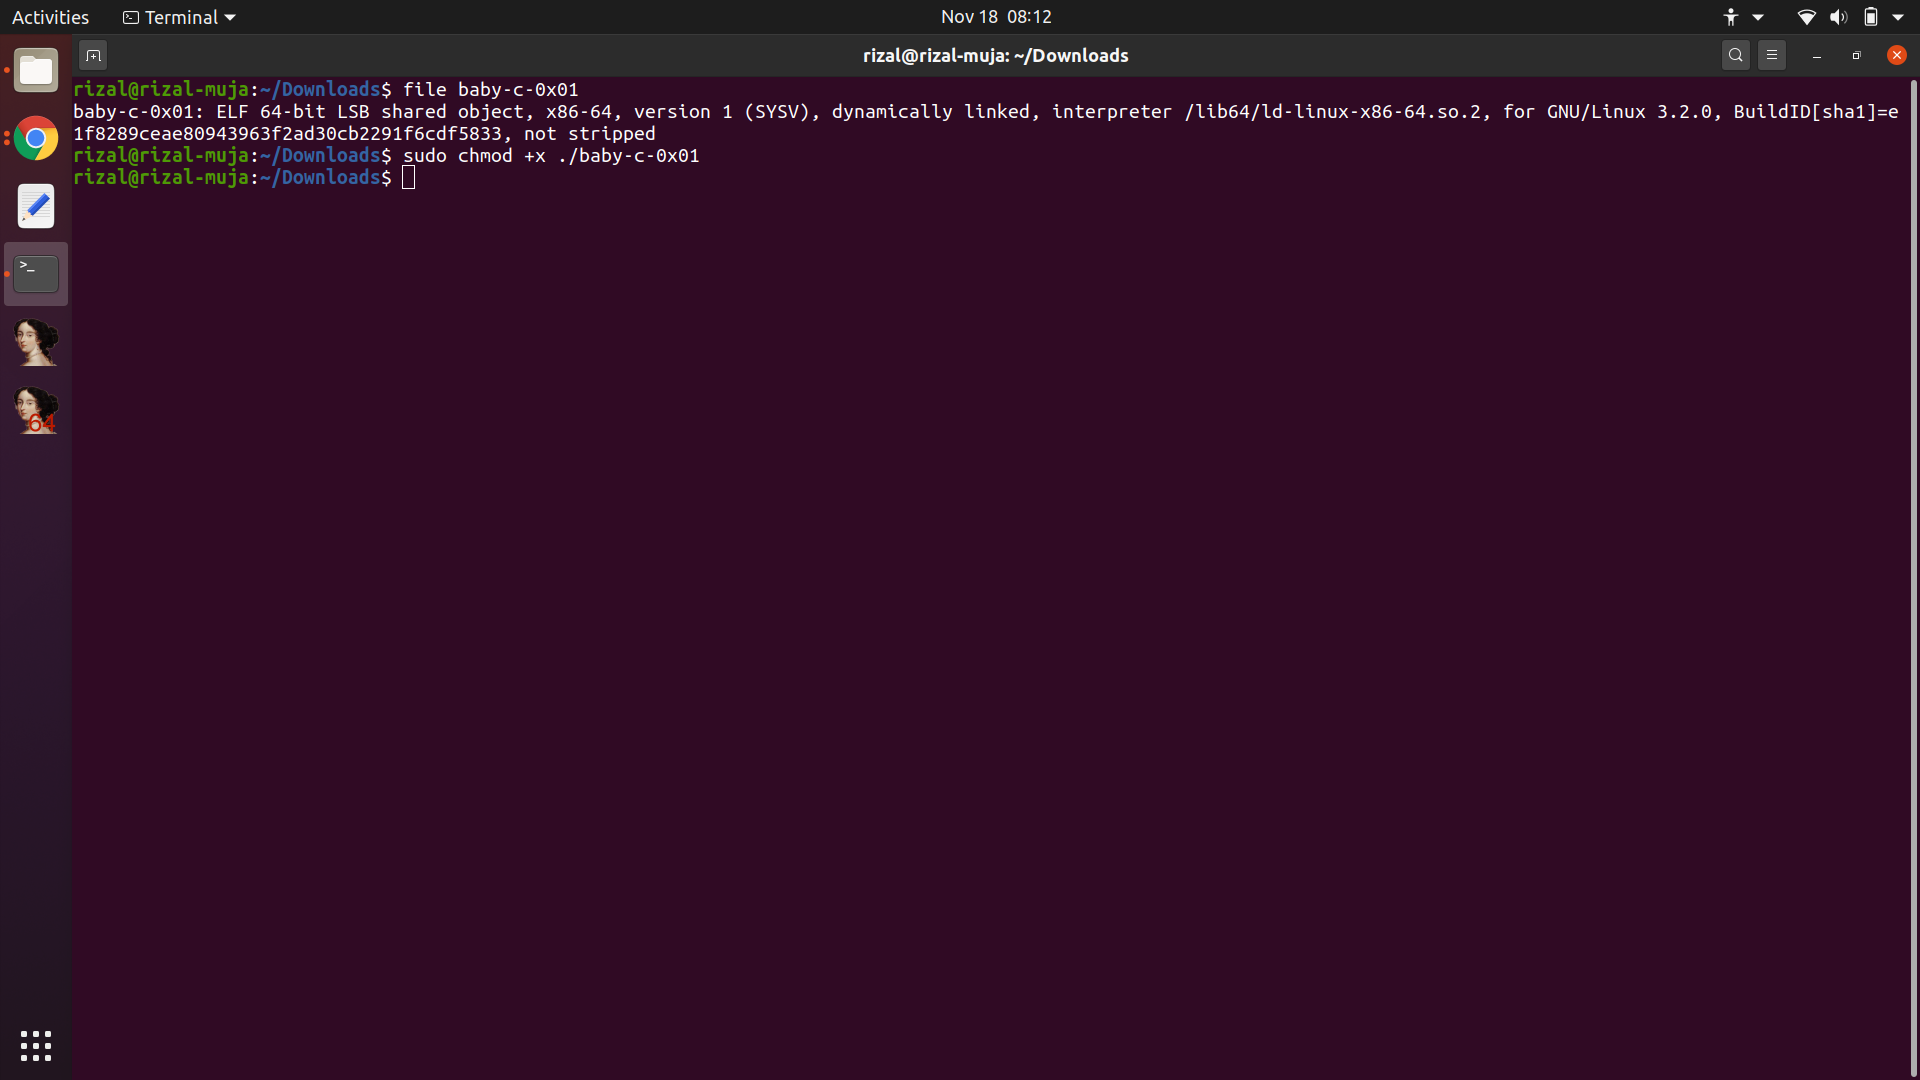 Activities
Terminal
Nov 18 08:12
rizal@rizal-muja: ~/Downloads
rizal@rizal-muja:~/Downloads$ file baby-c-0x01
baby-c-0x01: ELF 64-bit LSB shared object, x86-64, version 1 (SYSV), dynamically linked, interpreter /lib64/ld-linux-x86-64.so.2, for GNU/Linux 3.2.0, BuildID[sha1]=e
1f8289ceae80943963f2ad30cb2291f6cdf5833, not stripped
rizal@rizal-muja:~/Downloads$ sudo chmod +x ./baby-c-0x01
rizal@rizal-muja:~/Downloads$
>_
64